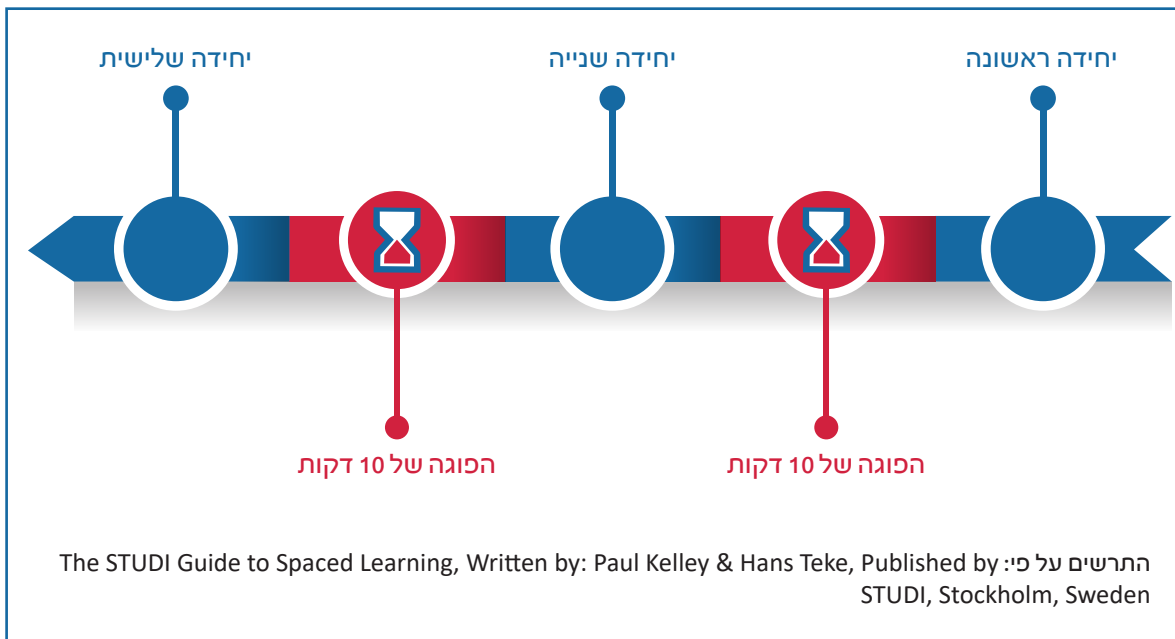 יחידה ראשונה
יחידה שנייה
יחידה שלישית
הפוגה של 10 דקות
הפוגה של 10 דקות
התרשים על פי: The STUDI Guide to Spaced Learning, Written by: Paul Kelley & Hans Teke, Published by
STUDI, Stockholm, Sweden